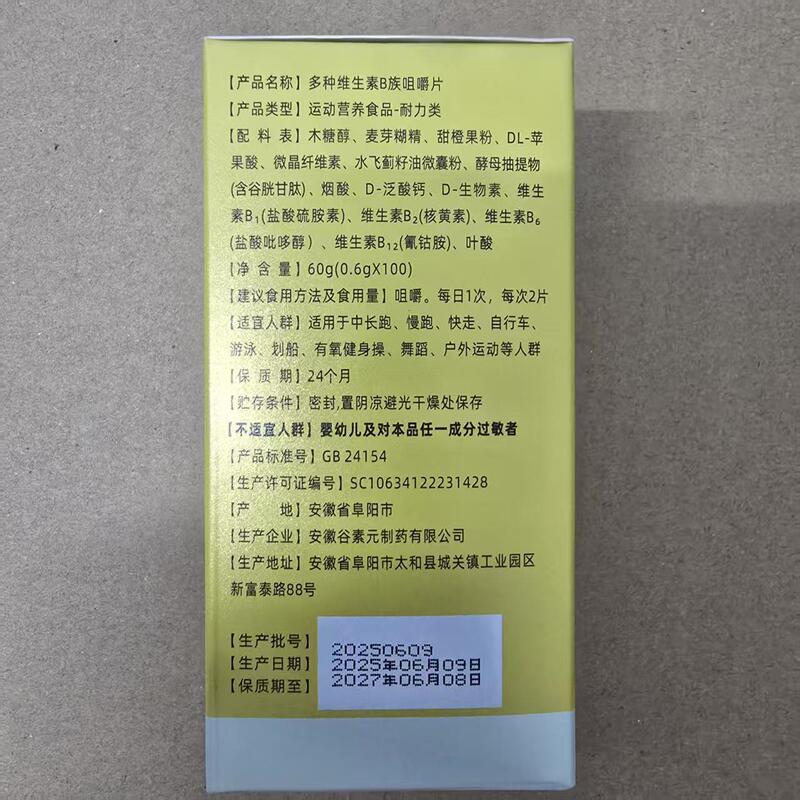 【产品名称】多种维生素B族咀嚼片
【产品类型】运动营养食品-耐力类
【配 料 表】木糖醇、麦芽糊精、甜橙果粉、DL-苹
果酸、微晶纤维素、水飞蓟籽油微囊粉、酵母抽提物
(含谷胱甘肽)、烟酸、D-泛酸钙、D-生物素、维生
素B₁(盐酸硫胺素)、维生素B₂(核黄素)、维生素B₆
(盐酸吡哆醇）、维生素B₁₂(氰钴胺)、叶酸
【净 含 量】60g(0.6gX100)
【建议食用方法及食用量】咀嚼。每日1次，每次2片
【适宜人群】适用于中长跑、慢跑、快走、自行车、
游泳、划船、有氧健身操、舞蹈、户外运动等人群
【保 质 期】24个月
【贮存条件】密封,置阴凉避光干燥处保存
【不适宜人群】婴幼儿及对本品任一成分过敏者
【产品标准号】GB 24154
【生产许可证编号】SC10634122231428
【产 地】安徽省阜阳市
【生产企业】安徽谷素元制药有限公司
【生产地址】安徽省阜阳市太和县城关镇工业园区
新富泰路88号
【生产批号】20250609
【生产日期】2025年06月09日
【保质期至】2027年06月08日